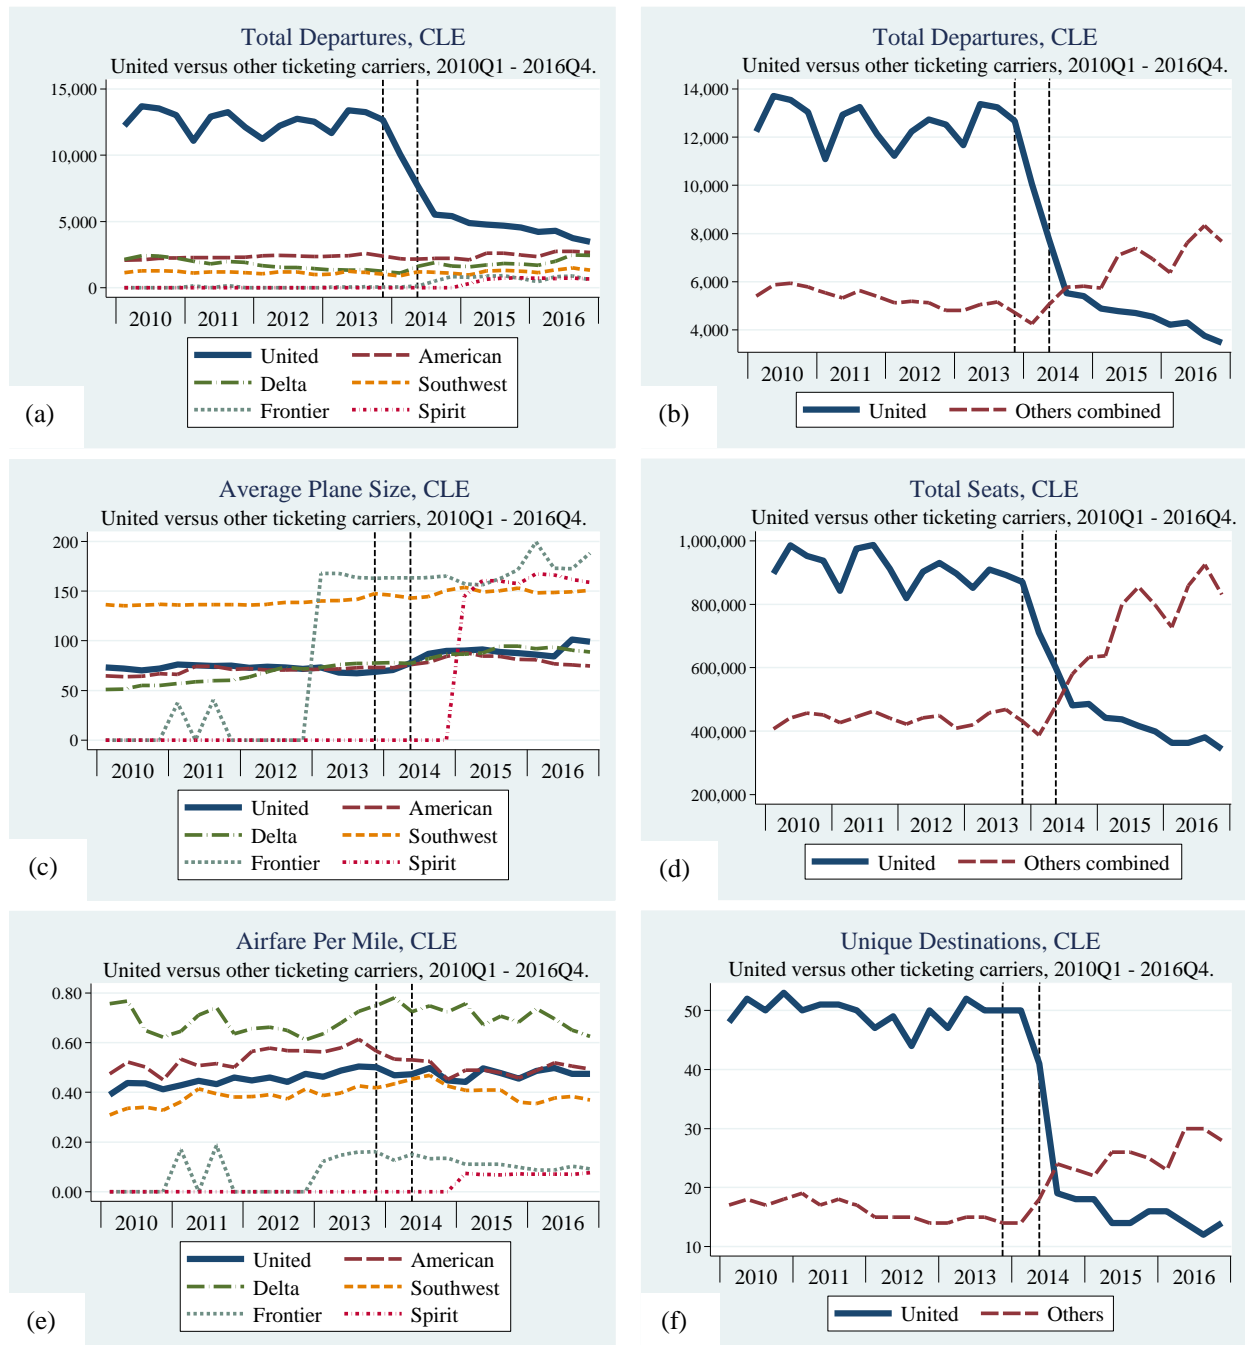 Total Departures, CLE
United versus other ticketing carriers, 2010Q1 - 2016Q4.
15,000
10,000
5,000
0
2010 2011 2012 2013 2014 2015 2016
United American
Delta Southwest
Frontier Spirit
(a)
Total Departures, CLE
United versus other ticketing carriers, 2010Q1 - 2016Q4.
14,000
12,000
10,000
8,000
6,000
4,000
2010 2011 2012 2013 2014 2015 2016
United Others combined
(b)
Average Plane Size, CLE
United versus other ticketing carriers, 2010Q1 - 2016Q4.
200
150
100
50
0
2010 2011 2012 2013 2014 2015 2016
United American
Delta Southwest
Frontier Spirit
(c)
Total Seats, CLE
United versus other ticketing carriers, 2010Q1 - 2016Q4.
1,000,000
800,000
600,000
400,000
200,000
2010 2011 2012 2013 2014 2015 2016
United Others combined
(d)
Airfare Per Mile, CLE
United versus other ticketing carriers, 2010Q1 - 2016Q4.
0.80
0.60
0.40
0.20
0.00
2010 2011 2012 2013 2014 2015 2016
United American
Delta Southwest
Frontier Spirit
(e)
Unique Destinations, CLE
United versus other ticketing carriers, 2010Q1 - 2016Q4.
50
40
30
20
10
2010 2011 2012 2013 2014 2015 2016
United Others
(f)